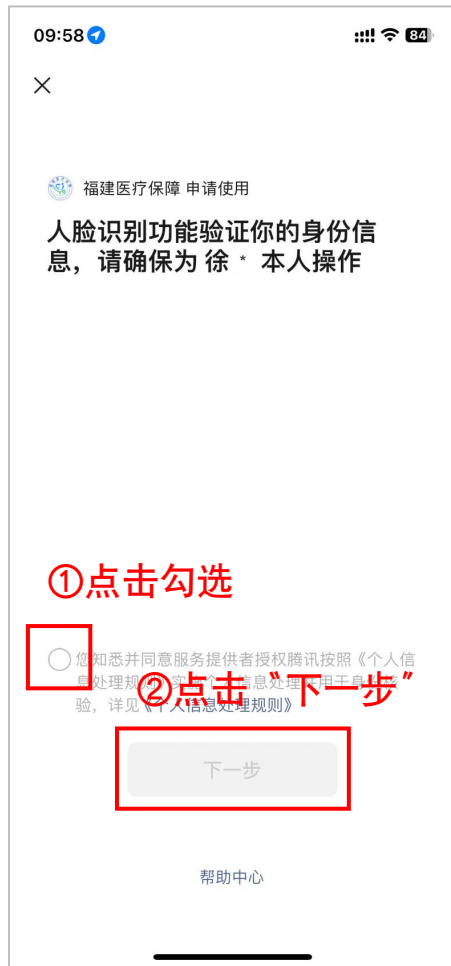 09:58
84
福建医疗保障 申请使用
人脸识别功能验证你的身份信
息，请确保为 徐 * 本人操作
①点击勾选
您知悉并同意服务提供者授权腾讯按照《个人信
②点击“下一步”
验，详见《个人信息处理规则》
下一步
帮助中心